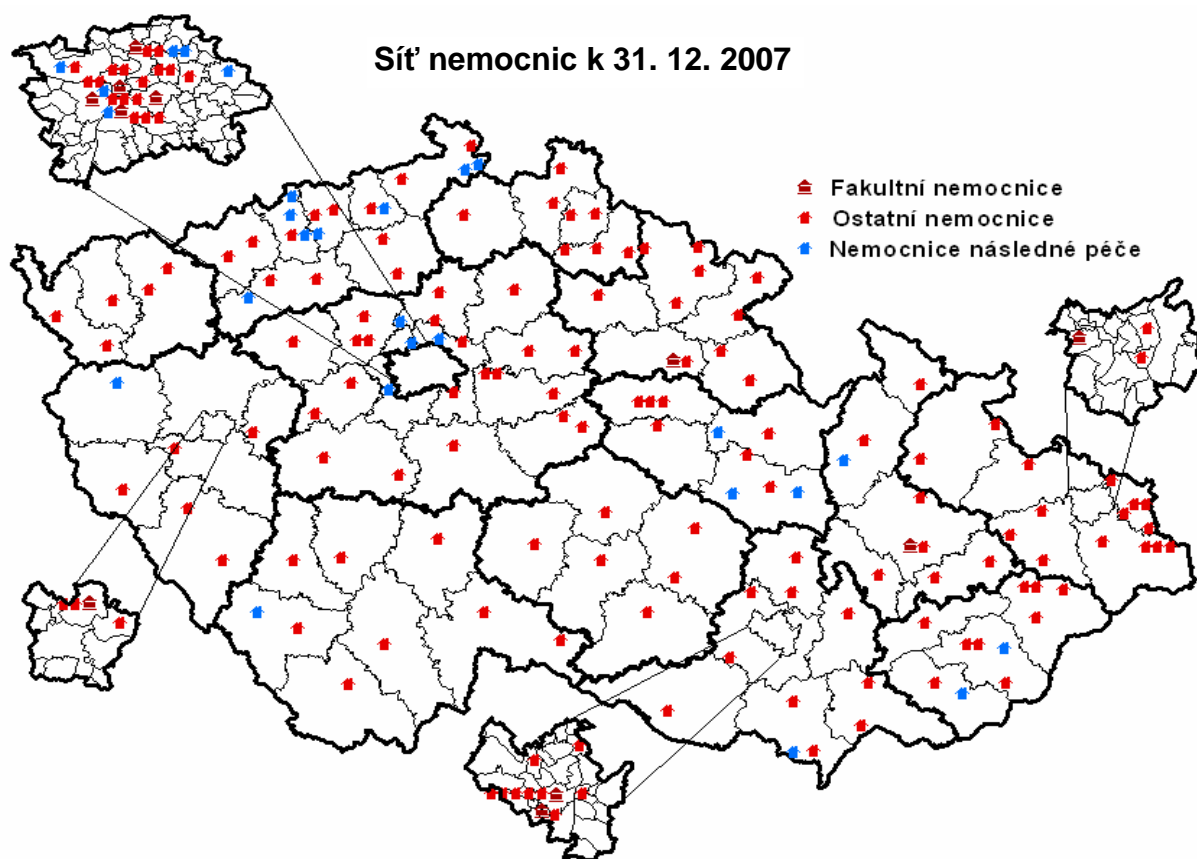 Síť nemocnic k 31. 12. 2007
Fakultní nemocnice
Ostatní nemocnice
Nemocnice následné péče